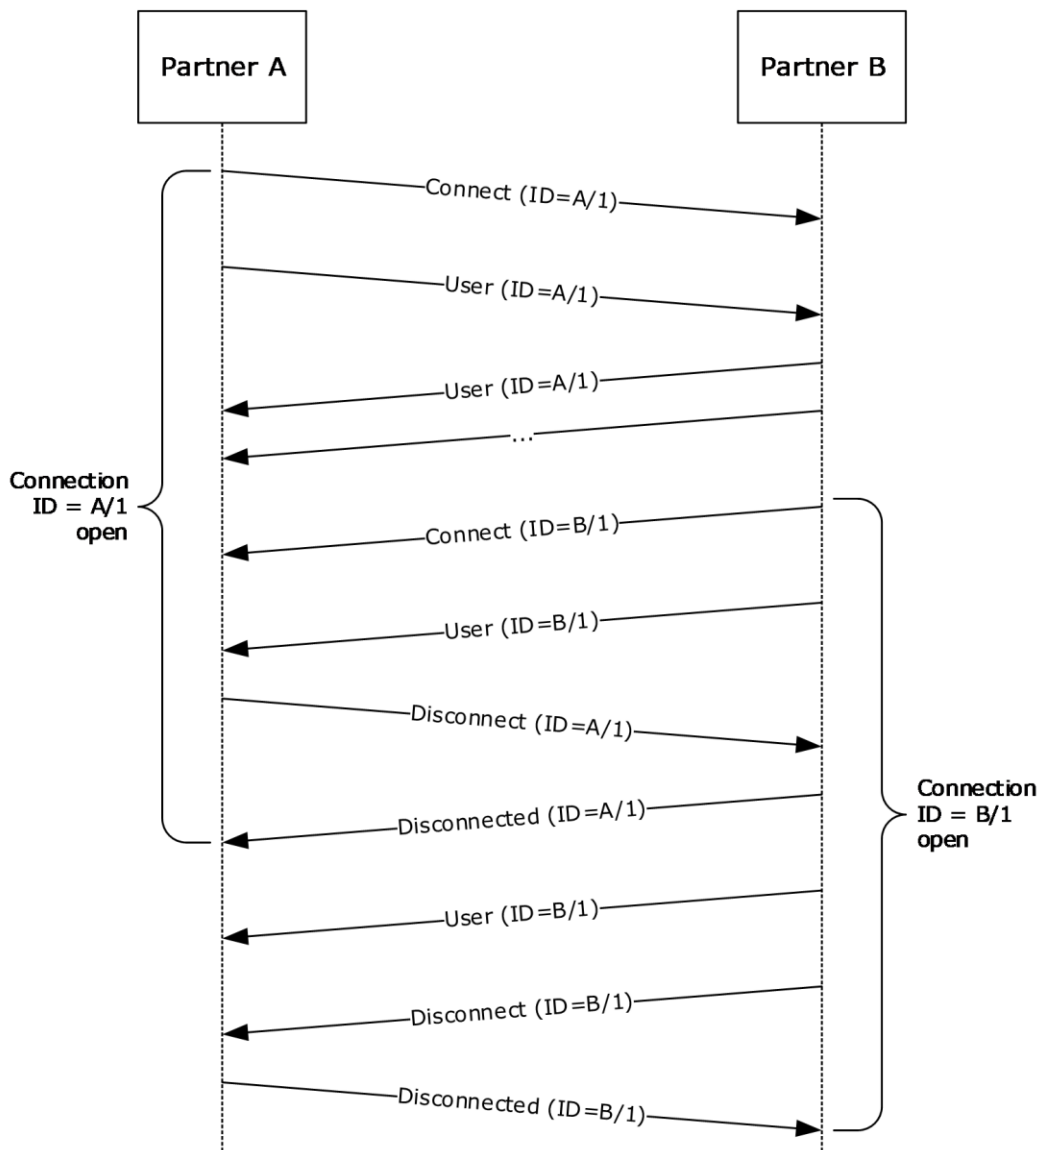 Partner A
Partner B
Connect (ID=A/1)
User (ID=A/1)
User (ID=A/1)
...
Connection
ID = A/1
open
Connect (ID=B/1)
User (ID=B/1)
Disconnect (ID=A/1)
Connection
ID = B/1
open
Disconnected (ID=A/1)
User (ID=B/1)
Disconnect (ID=B/1)
Disconnected (ID=B/1)